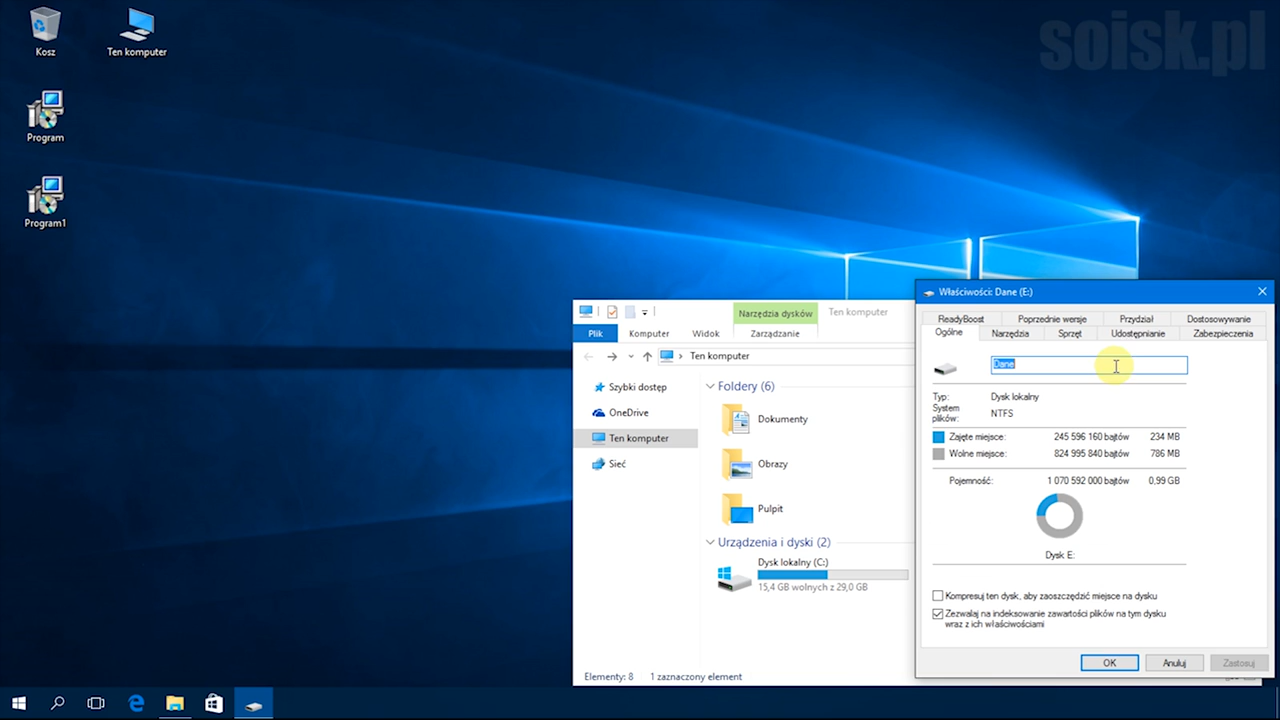 soisk.pl
Kosz
Ten komputer
Program
Program1
Narzędzia dysków
Ten komputer
Plik
Komputer
Widok
Zarządzanie
Ten komputer
Szybki dostęp
OneDrive
Ten komputer
Sieć
Foldery (6)
Dokumenty
Obrazy
Pulpit
Urządzenia i dyski (2)
Dysk lokalny (C:)
15,4 GB wolnych z 29,0 GB
Elementy: 8
1 zaznaczony element
Właściwości: Dane (E:)
ReadyBoost
Poprzednie wersje
Przydział
Dostosowywanie
Ogólne
Narzędzia
Sprzęt
Udostępnianie
Zabezpieczenia
Dane
Typ:
Dysk lokalny
System
plików:
NTFS
Zajęte miejsce:
245 596 160 bajtów
234 MB
Wolne miejsce:
824 995 840 bajtów
786 MB
Pojemność:
1 070 592 000 bajtów
0,99 GB
Dysk E:
Kompresuj ten dysk, aby zaoszczędzić miejsce na dysku
Zezwalaj na indeksowanie zawartości plików na tym dysku
wraz z ich właściwościami
OK
Anuluj
Zastosuj